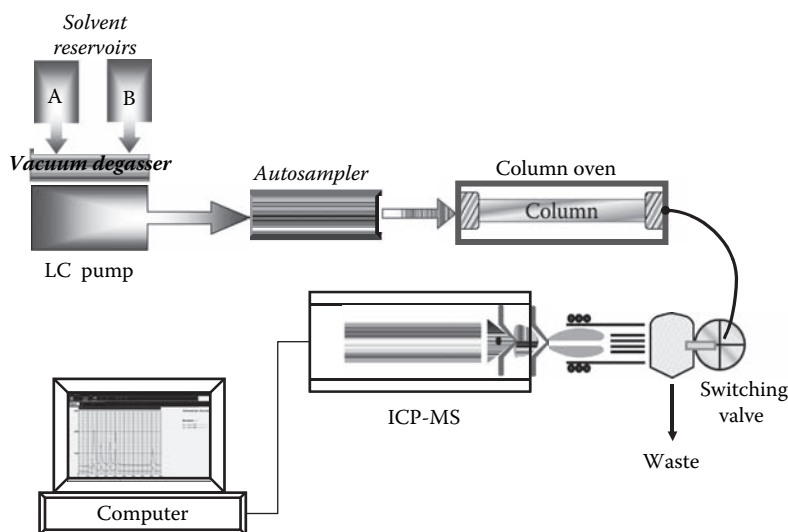 Solvent
reservoirs
A
B
Vacuum degasser
Autosampler
Column oven
Column
LC pump
ICP-MS
Switching
valve
Waste
Computer